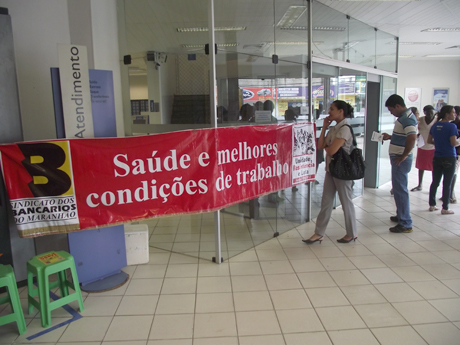 Atendimento
B
SINDICATO DOS
BANCÁRIOS
DO MARANHÃO
Saúde e melhores
condições de trabalho